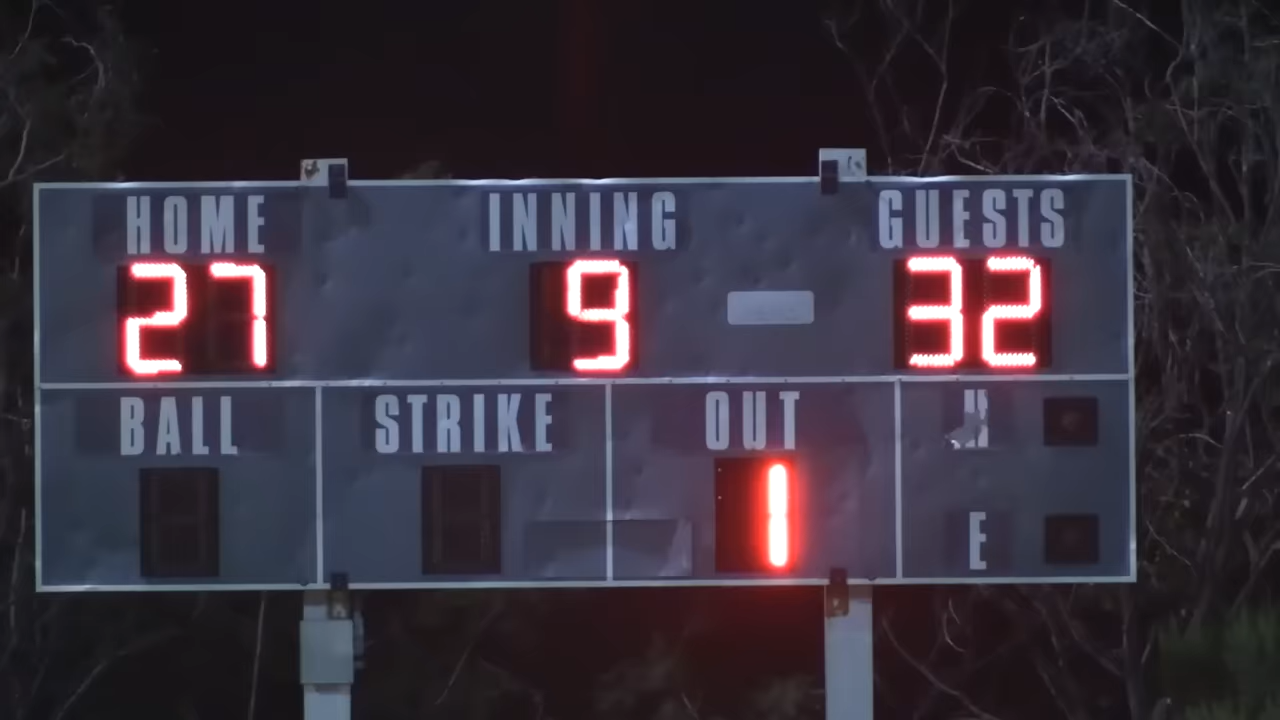 HOME INNING GUESTS
27 9 32
BALL STRIKE OUT H
1
E